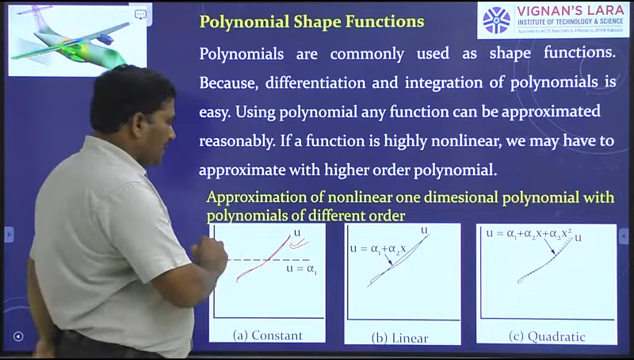 Polynomial Shape Functions
VIGNAN'S LARA
INSTITUTE OF TECHNOLOGY & SCIENCE
Polynomials are commonly used as shape functions.
Because, differentiation and integration of polynomials is
easy. Using polynomial any function can be approximated
reasonably. If a function is highly nonlinear, we may have to
approximate with higher order polynomial.
Approximation of nonlinear one dimesional polynomial with
polynomials of different order
u
u = α₁
(a) Constant
u
u = α₁+α₂x
(b) Linear
u = α₁+α₂x+α₂x²
u
(c) Quadratic